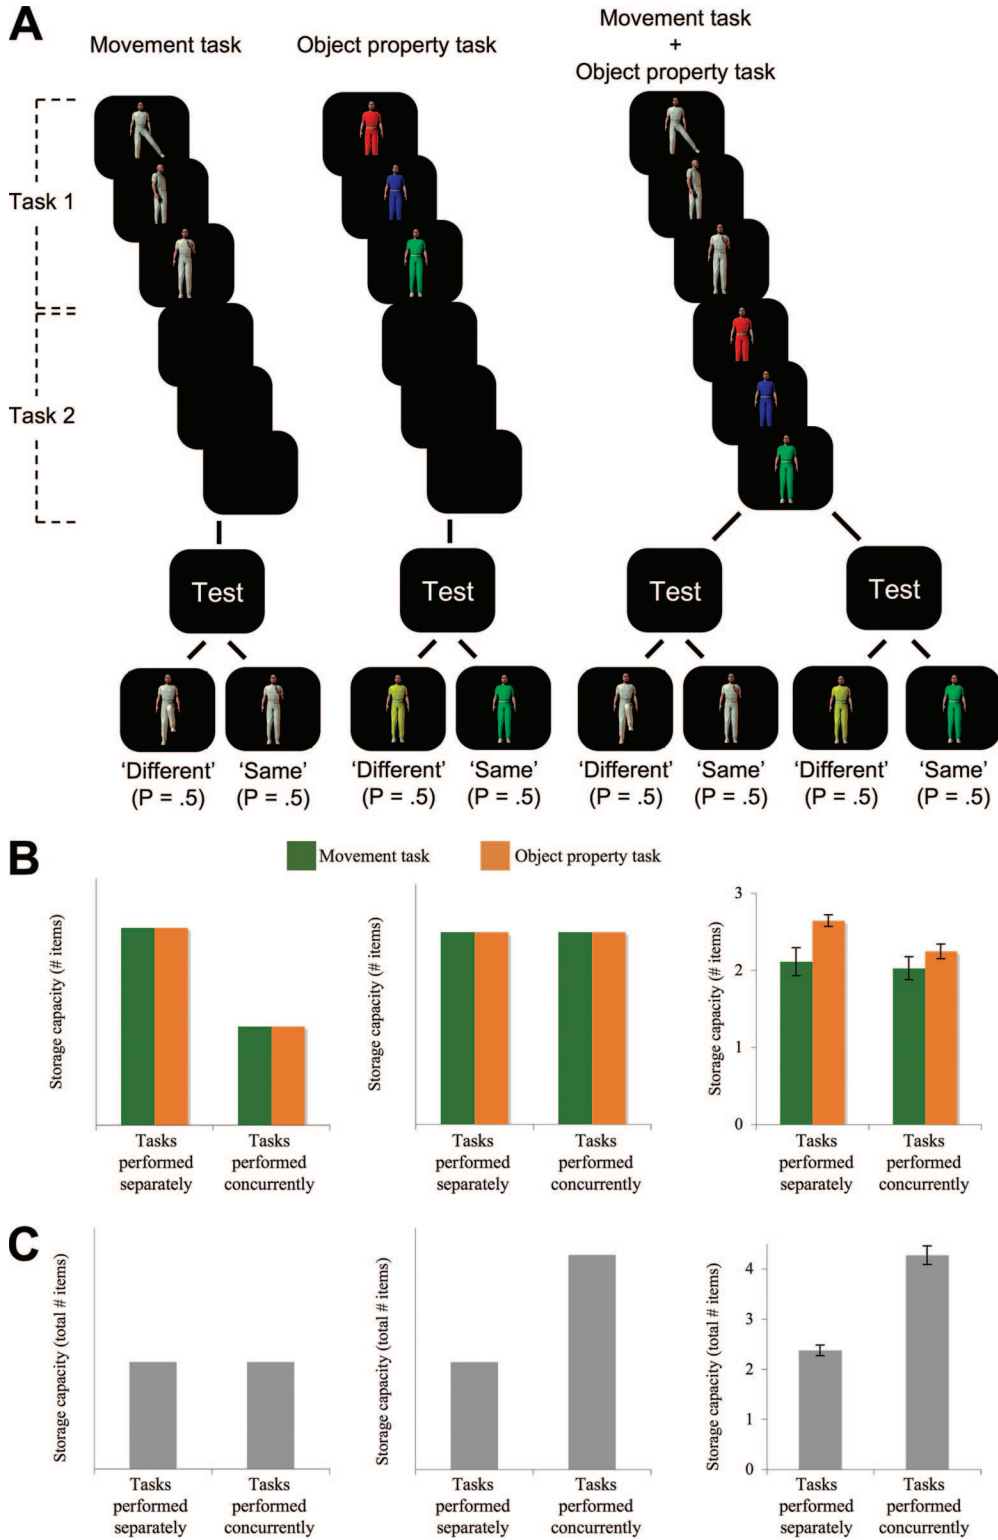 A
Movement task
Object property task
Movement task
+
Object property task
Task 1
Task 2
Test
Test
Test
Test
‘Different’
(P = .5)
‘Same’
(P = .5)
‘Different’
(P = .5)
‘Same’
(P = .5)
‘Different’
(P = .5)
‘Same’
(P = .5)
‘Different’
(P = .5)
‘Same’
(P = .5)
B
Movement task
Object property task
Storage capacity (# items)
Tasks
performed
separately
Tasks
performed
concurrently
Storage capacity (# items)
Tasks
performed
separately
Tasks
performed
concurrently
Storage capacity (# items)
3
2
1
0
Tasks
performed
separately
Tasks
performed
concurrently
C
Storage capacity (total # items)
Tasks
performed
separately
Tasks
performed
concurrently
Storage capacity (total # items)
Tasks
performed
separately
Tasks
performed
concurrently
Storage capacity (total # items)
4
3
2
1
0
Tasks
performed
separately
Tasks
performed
concurrently